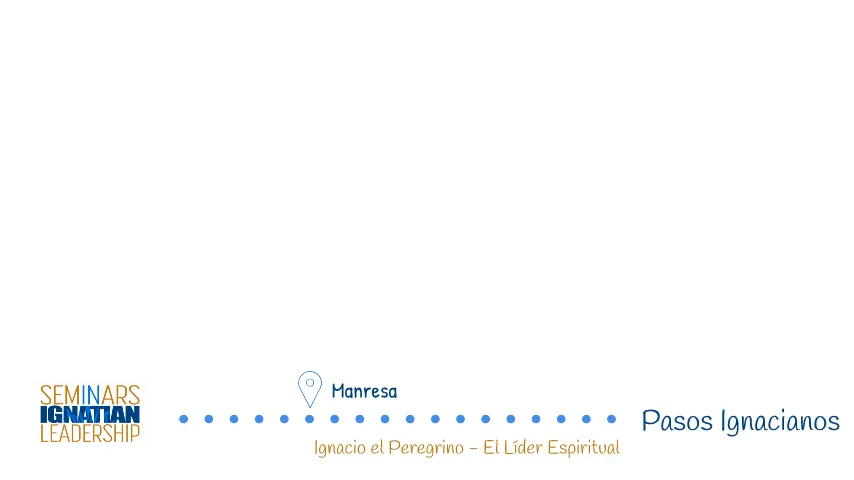 SEMINARS
IGNATIAN
LEADERSHIP
Manresa
Ignacio el Peregrino - El Líder Espiritual
Pasos Ignacianos